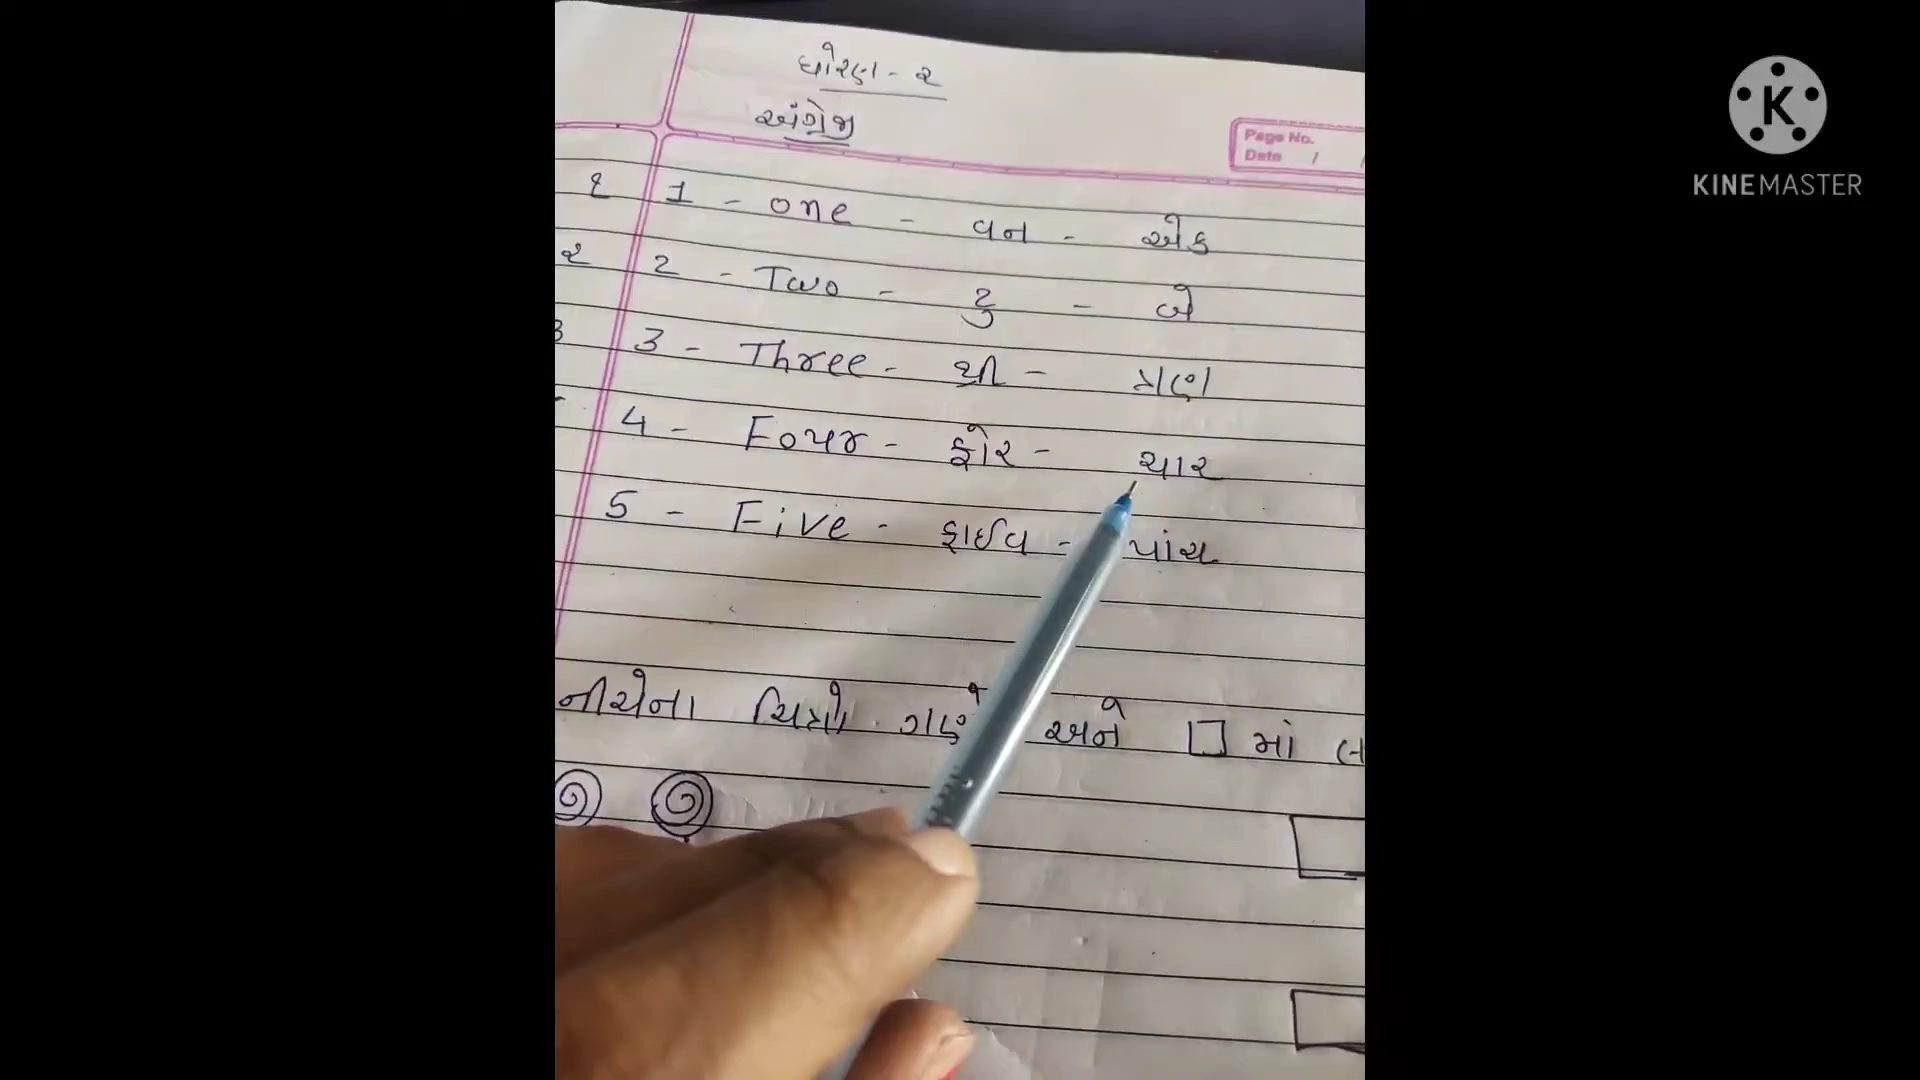 ધોરણ - ૨
અંગ્રેજી
Page No.
Date / /
KINEMASTER
૧ 1 - one - વન - એક
૨ 2 - Two - ટુ - બે
3 3 - Three - થ્રી - ત્રણ
4 - Four - ફોર - ચાર
5 - Five - ફાઈવ - પાંચ
નીચેના ચિત્રો ગણો અને □ માં